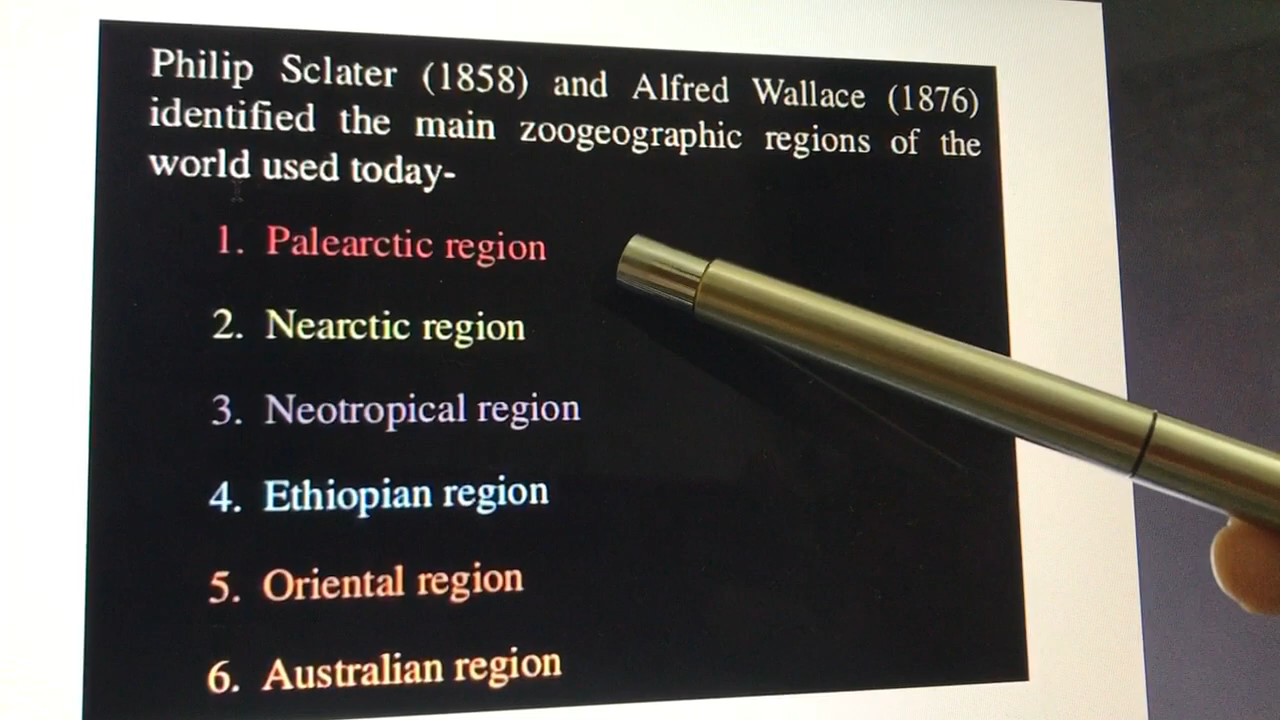 Philip Sclater (1858) and Alfred Wallace (1876)
identified the main zoogeographic regions of the
world used today-
1. Palearctic region
2. Nearctic region
3. Neotropical region
4. Ethiopian region
5. Oriental region
6. Australian region